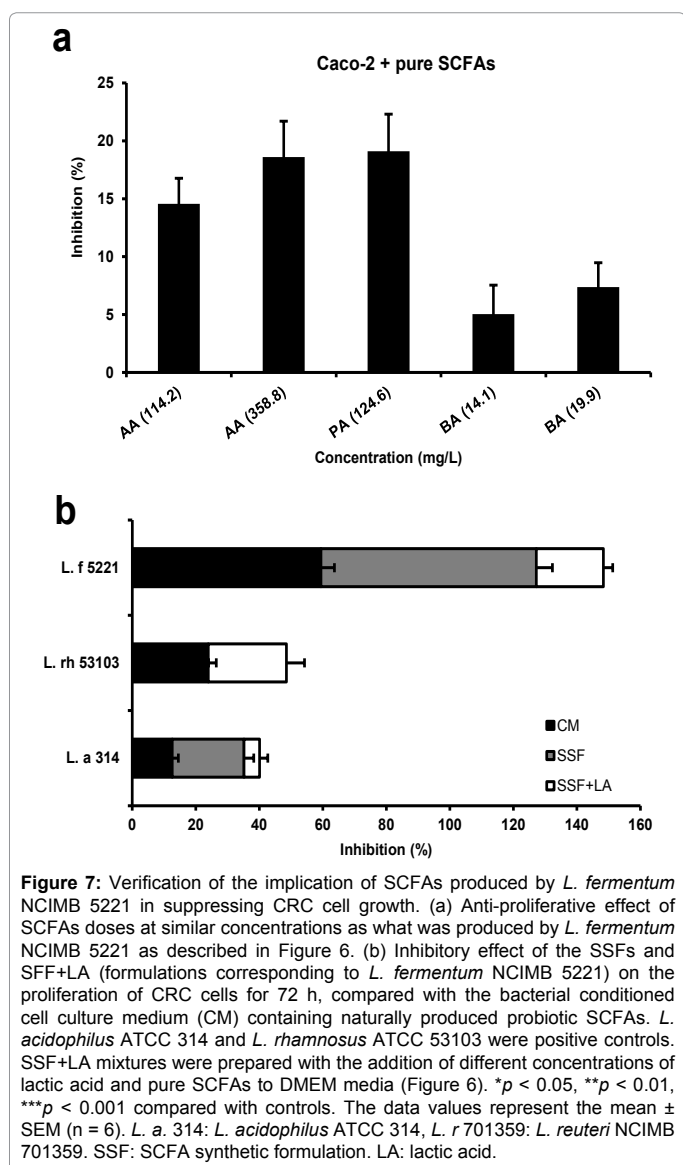 a
Caco-2 + pure SCFAs
25
20
15
10
5
0
Inhibition (%)
AA (114.2)
AA (358.8)
PA (124.6)
BA (14.1)
BA (19.9)
Concentration (mg/L)
b
L. f 5221
L. rh 53103
L. a 314
CM
SSF
SSF+LA
0 20 40 60 80 100 120 140 160
Inhibition (%)
Figure 7: Verification of the implication of SCFAs produced by L. fermentum
NCIMB 5221 in suppressing CRC cell growth. (a) Anti-proliferative effect of
SCFAs doses at similar concentrations as what was produced by L. fermentum
NCIMB 5221 as described in Figure 6. (b) Inhibitory effect of the SSFs and
SFF+LA (formulations corresponding to L. fermentum NCIMB 5221) on the
proliferation of CRC cells for 72 h, compared with the bacterial conditioned
cell culture medium (CM) containing naturally produced probiotic SCFAs. L.
acidophilus ATCC 314 and L. rhamnosus ATCC 53103 were positive controls.
SSF+LA mixtures were prepared with the addition of different concentrations of
lactic acid and pure SCFAs to DMEM media (Figure 6). *p < 0.05, **p < 0.01,
***p < 0.001 compared with controls. The data values represent the mean ±
SEM (n = 6). L. a. 314: L. acidophilus ATCC 314, L. r 701359: L. reuteri NCIMB
701359. SSF: SCFA synthetic formulation. LA: lactic acid.